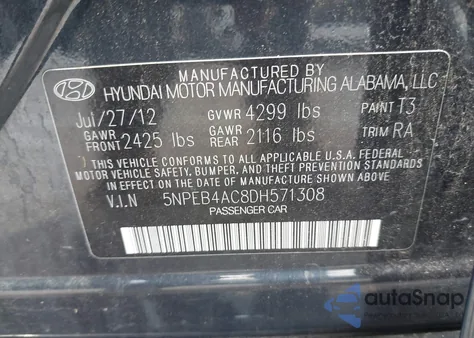 MANUFACTURED BY
HYUNDAI MOTOR MANUFACTURING ALABAMA, LLC
Jul/27/12 GVWR 4299 lbs PAINT T3
GAWR FRONT 2425 lbs GAWR REAR 2116 lbs TRIM RA
THIS VEHICLE CONFORMS TO ALL APPLICABLE U.S.A. FEDERAL
MOTOR VEHICLE SAFETY, BUMPER, AND THEFT PREVENTION STANDARDS
IN EFFECT ON THE DATE OF MANUFACTURE SHOWN ABOVE.
V.I.N 5NPEB4AC8DH571308
PASSENGER CAR
autoSnap